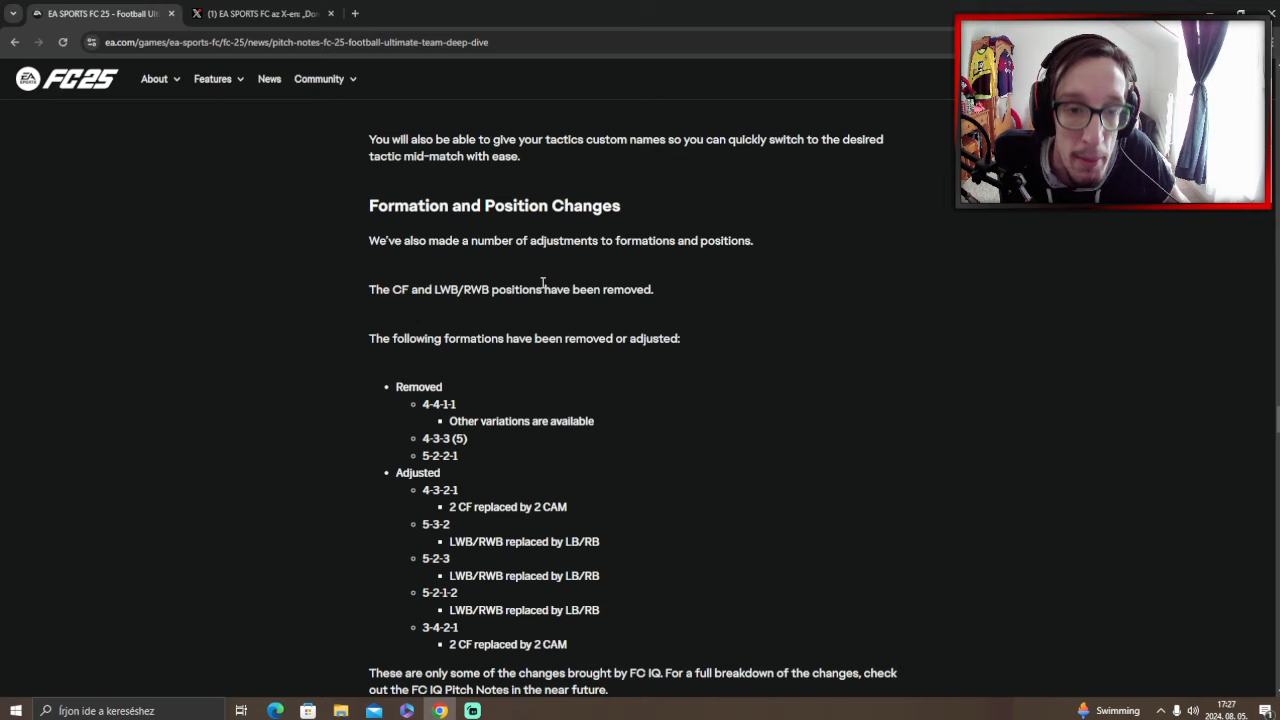 EA SPORTS FC 25 - Football Ult
(1) EA SPORTS FC az X-en: „Don
ea.com/games/ea-sports-fc/fc-25/news/pitch-notes-fc-25-football-ultimate-team-deep-dive
EA SPORTS FC25 About Features News Community
You will also be able to give your tactics custom names so you can quickly switch to the desired
tactic mid-match with ease.
Formation and Position Changes
We've also made a number of adjustments to formations and positions.
The CF and LWB/RWB positions have been removed.
The following formations have been removed or adjusted:
• Removed
4-4-1-1
Other variations are available
4-3-3 (5)
5-2-2-1
• Adjusted
4-3-2-1
2 CF replaced by 2 CAM
5-3-2
LWB/RWB replaced by LB/RB
5-2-3
LWB/RWB replaced by LB/RB
5-2-1-2
LWB/RWB replaced by LB/RB
3-4-2-1
2 CF replaced by 2 CAM
These are only some of the changes brought by FC IQ. For a full breakdown of the changes, check
out the FC IQ Pitch Notes in the near future.
Írjon ide a kereséshez
Swimming
17:27
2024. 08. 05.